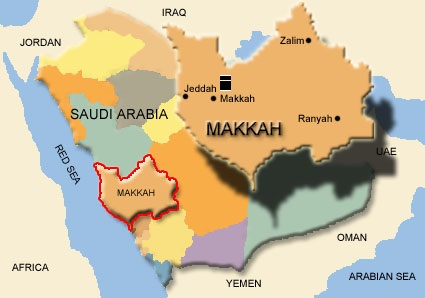 IRAQ
JORDAN
Zalim
Jeddah
Makkah
SAUDI ARABIA
Ranyah
MAKKAH
RED SEA
UAE
MAKKAH
OMAN
AFRICA
YEMEN
ARABIAN SEA